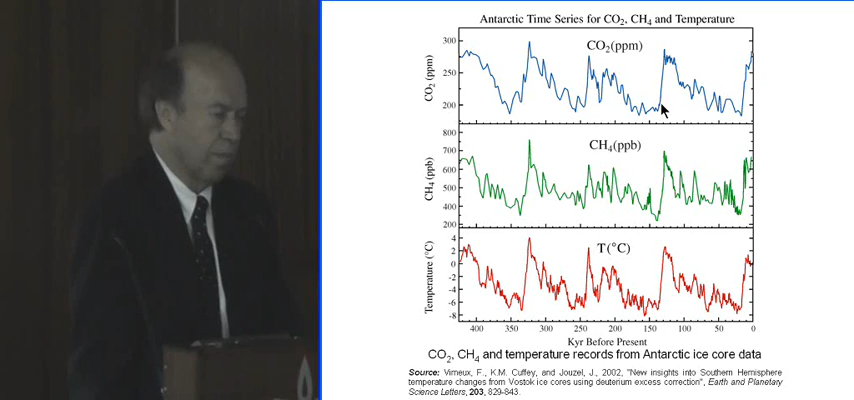 Antarctic Time Series for CO2, CH4 and Temperature
CO2(ppm)
CO2 (ppm)
300
250
200
CH4(ppb)
CH4 (ppb)
800
700
600
500
400
200
T(°C)
Temperature (°C)
4
2
0
-2
-4
-6
-8
400 350 300 250 200 150 100 50 0
Kyr Before Present
CO2, CH4 and temperature records from Antarctic ice core data
Source: Vimeux, F., K.M. Cuffey, and Jouzel, J., 2002, "New insights into Southern Hemisphere
temperature changes from Vostok ice cores using deuterium excess correction", Earth and Planetary
Science Letters, 203, 829-843.